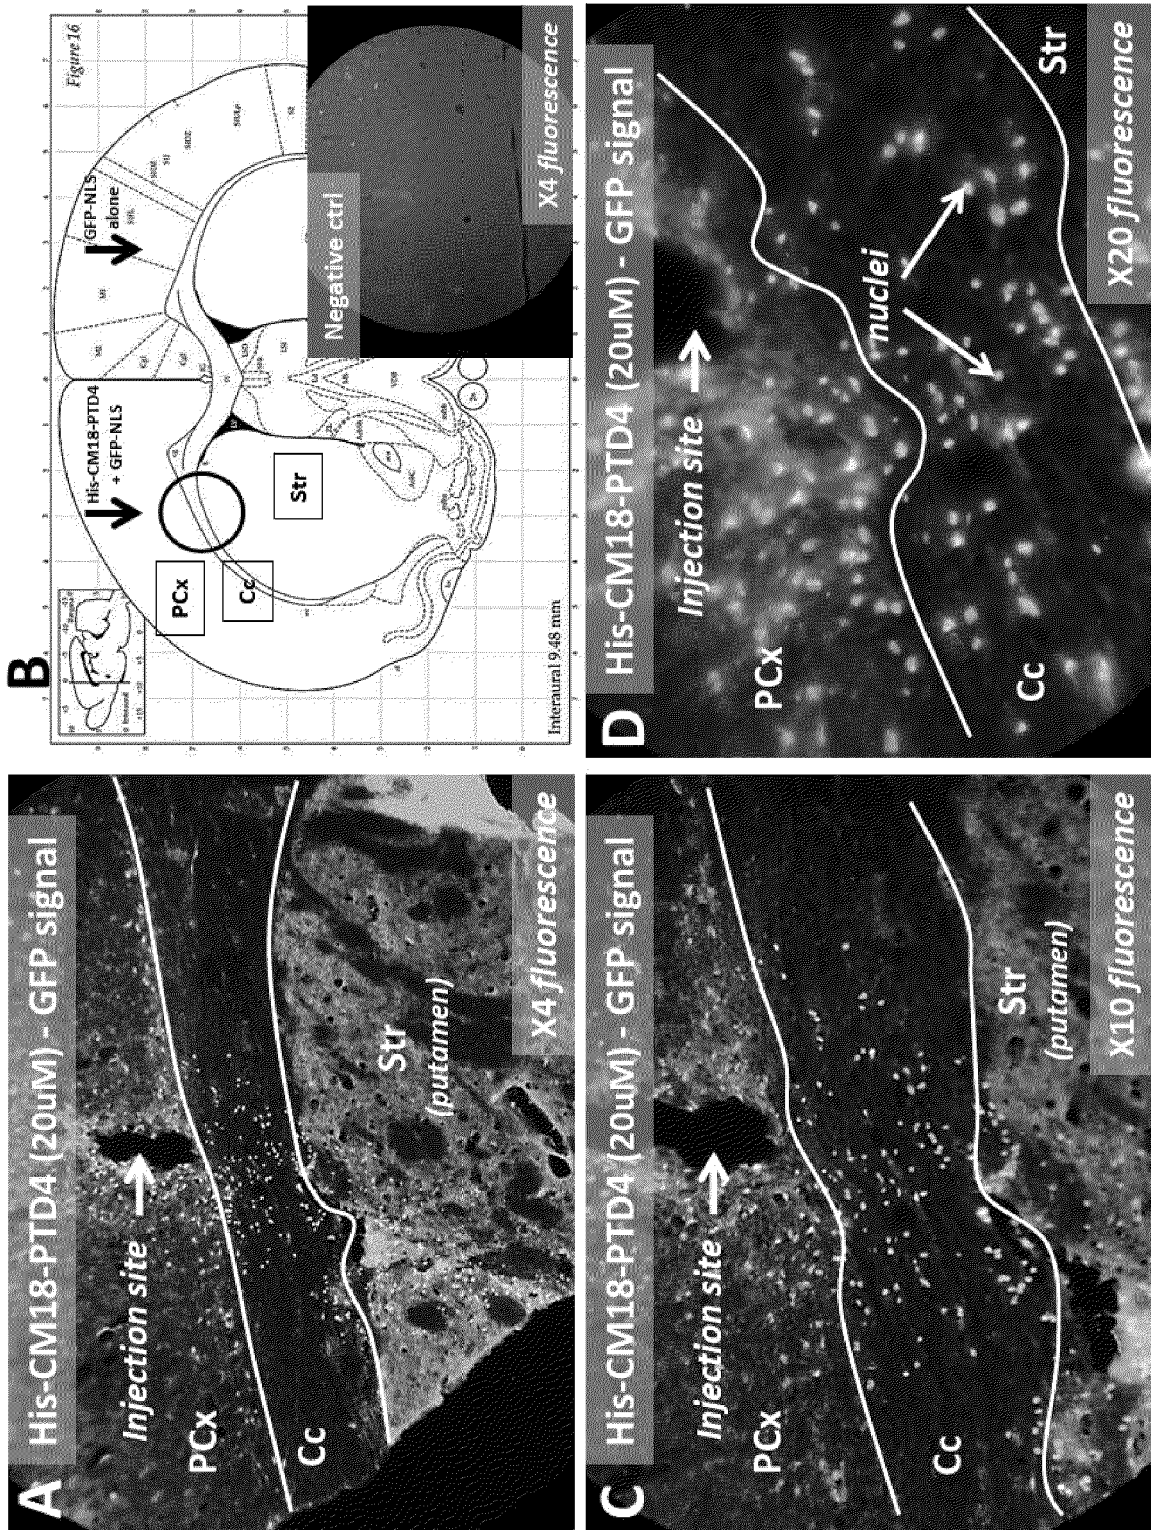 A
His-CM18-PTD4 (20uM) - GFP signal
Injection site
PCx
Cc
Str
(putamen)
X4 fluorescence
B
Figure 16
His-CM18-PTD4
+ GFP-NLS
GFP-NLS
alone
PCx
Cc
Str
Interaural 9.48 mm
Negative ctrl
X4 fluorescence
C
His-CM18-PTD4 (20uM) - GFP signal
Injection site
PCx
Cc
Str
(putamen)
X10 fluorescence
D
His-CM18-PTD4 (20uM) - GFP signal
Injection site
PCx
nuclei
Cc
Str
X20 fluorescence